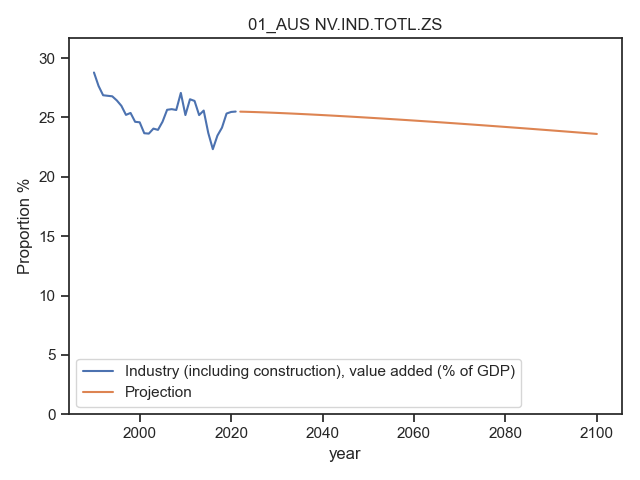 01_AUS NV.IND.TOTL.ZS
30
25
20
15
10
5
0
Proportion %
Industry (including construction), value added (% of GDP)
Projection
2000 2020 2040 2060 2080 2100
year